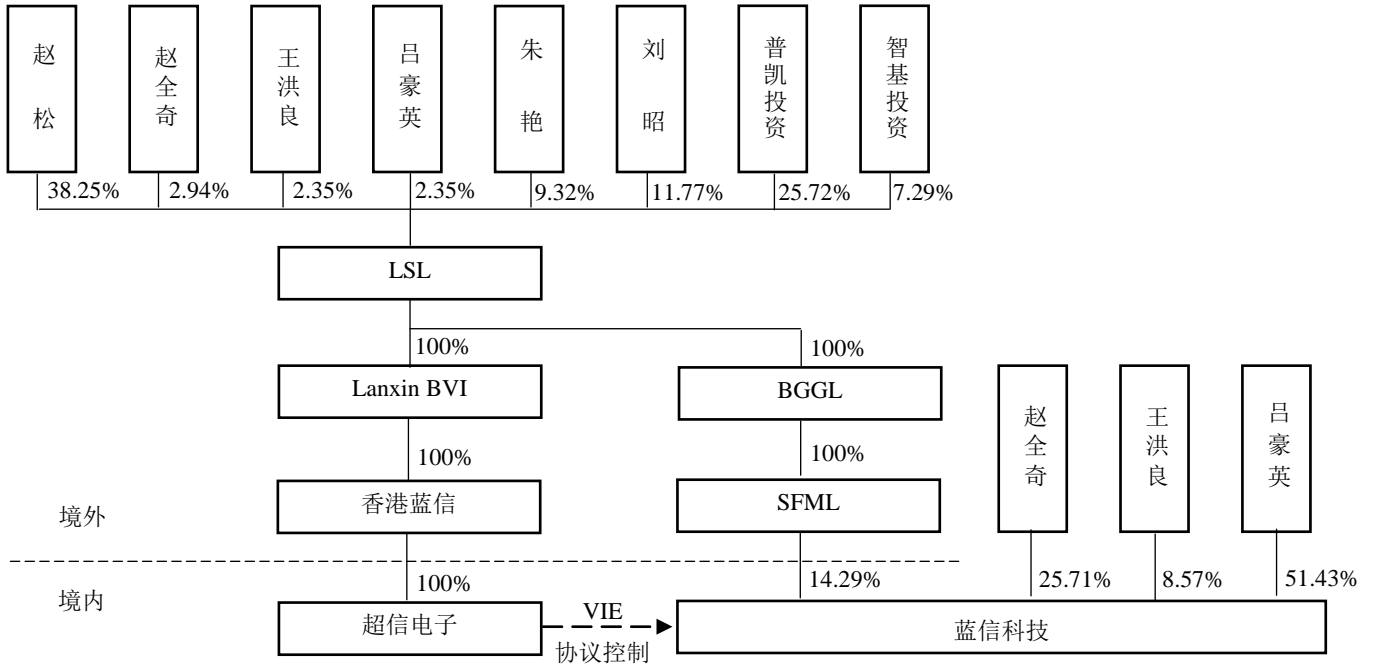 赵松
赵全奇
王洪良
吕豪英
朱艳
刘昭
普凯投资
智基投资
38.25%
2.94%
2.35%
2.35%
9.32%
11.77%
25.72%
7.29%
LSL
100%
100%
Lanxin BVI
BGGL
赵全奇
王洪良
吕豪英
100%
100%
香港蓝信
SFML
境外
境内
100%
14.29%
25.71%
8.57%
51.43%
超信电子
VIE
协议控制
蓝信科技